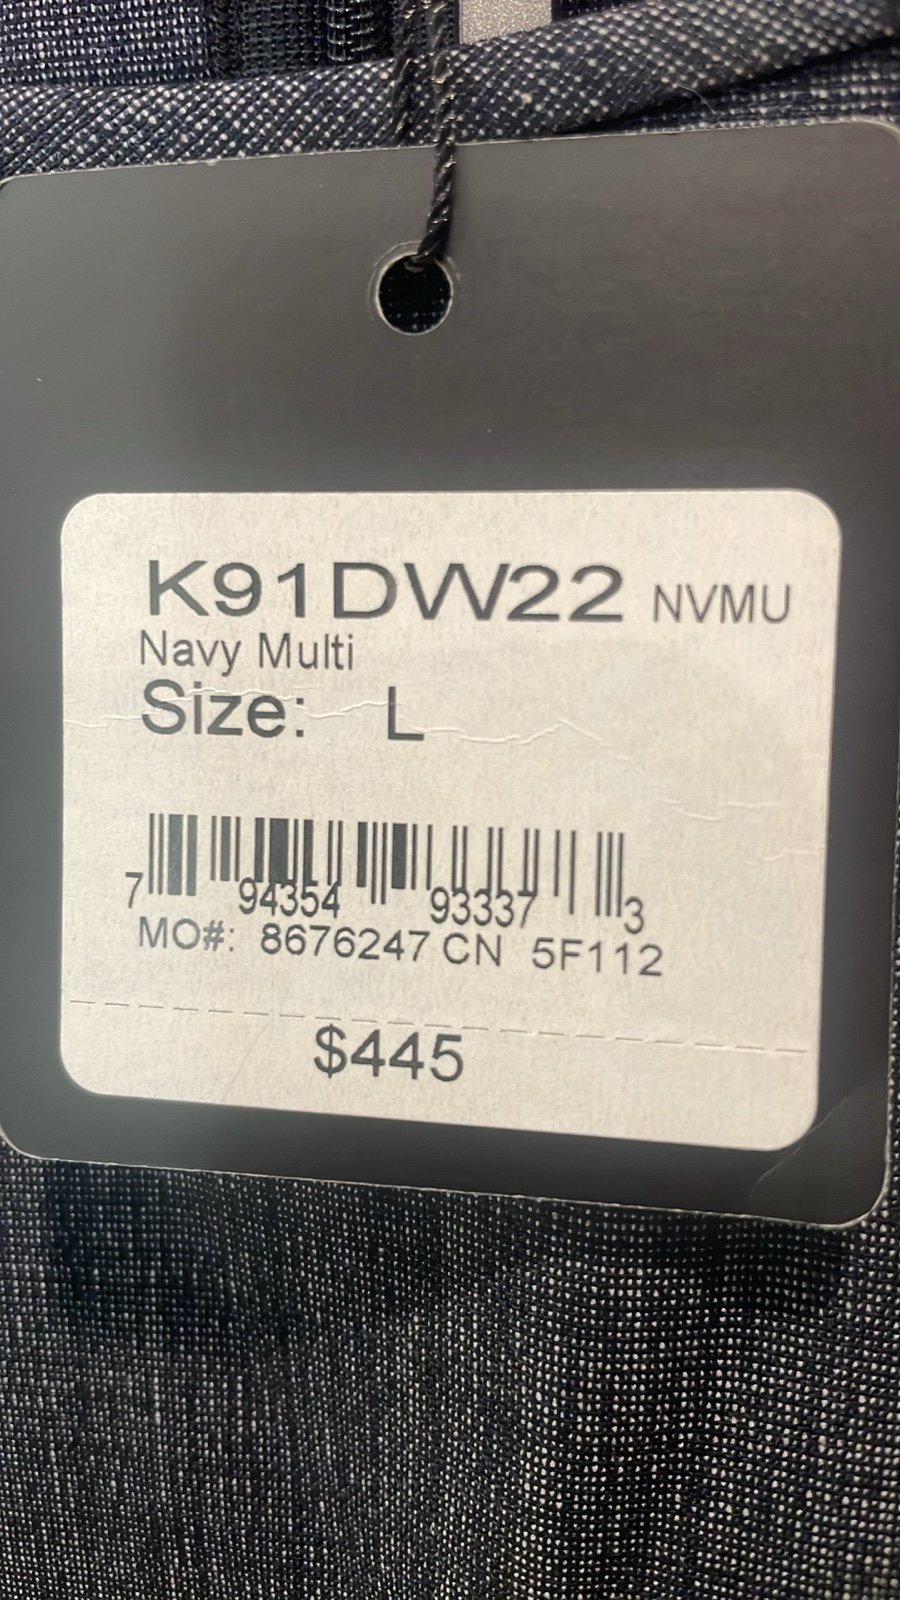 K91DW22 NVMU
Navy Multi
Size: L
7 94354 93337 3
MO#: 8676247 CN 5F112
$445